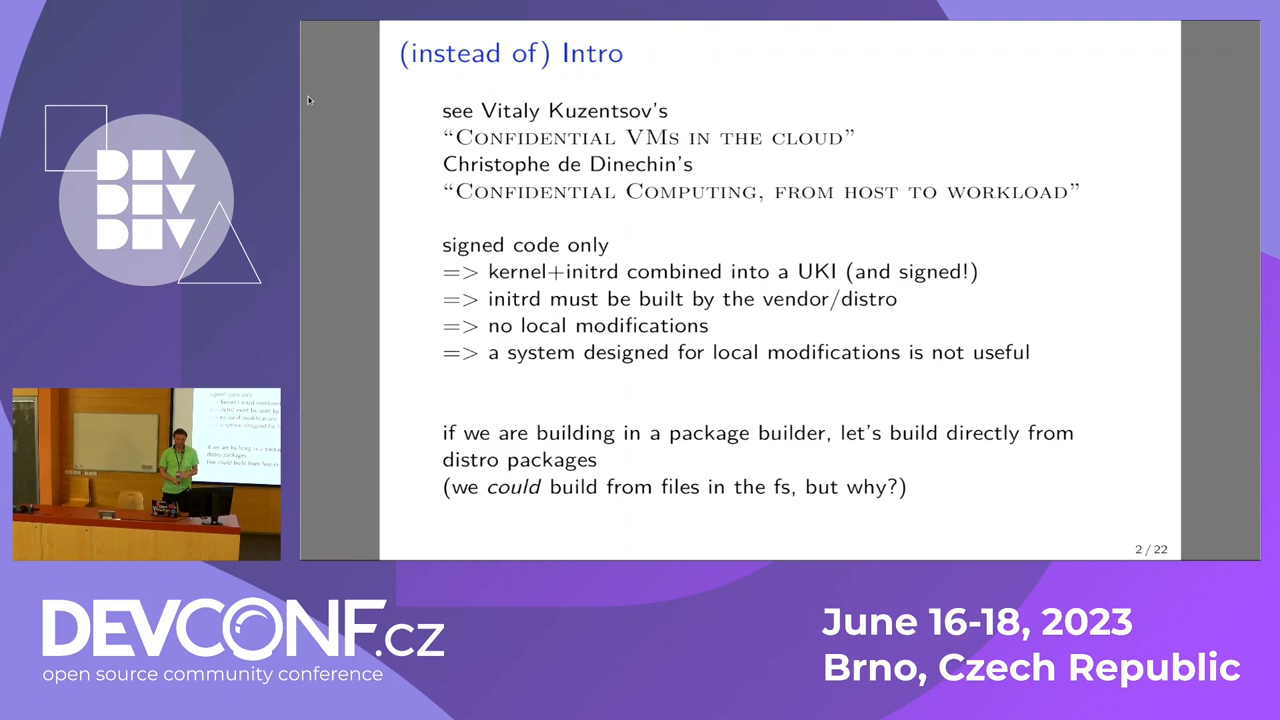 (instead of) Intro
see Vitaly Kuzentsov's
“Confidential VMs in the cloud”
Christophe de Dinechin's
“Confidential Computing, from host to workload”
signed code only
=> kernel+initrd combined into a UKI (and signed!)
=> initrd must be built by the vendor/distro
=> no local modifications
=> a system designed for local modifications is not useful
if we are building in a package builder, let's build directly from
distro packages
(we could build from files in the fs, but why?)
2 / 22
DEV
DEV
DEV
DEVCONF.cz
open source community conference
June 16-18, 2023
Brno, Czech Republic